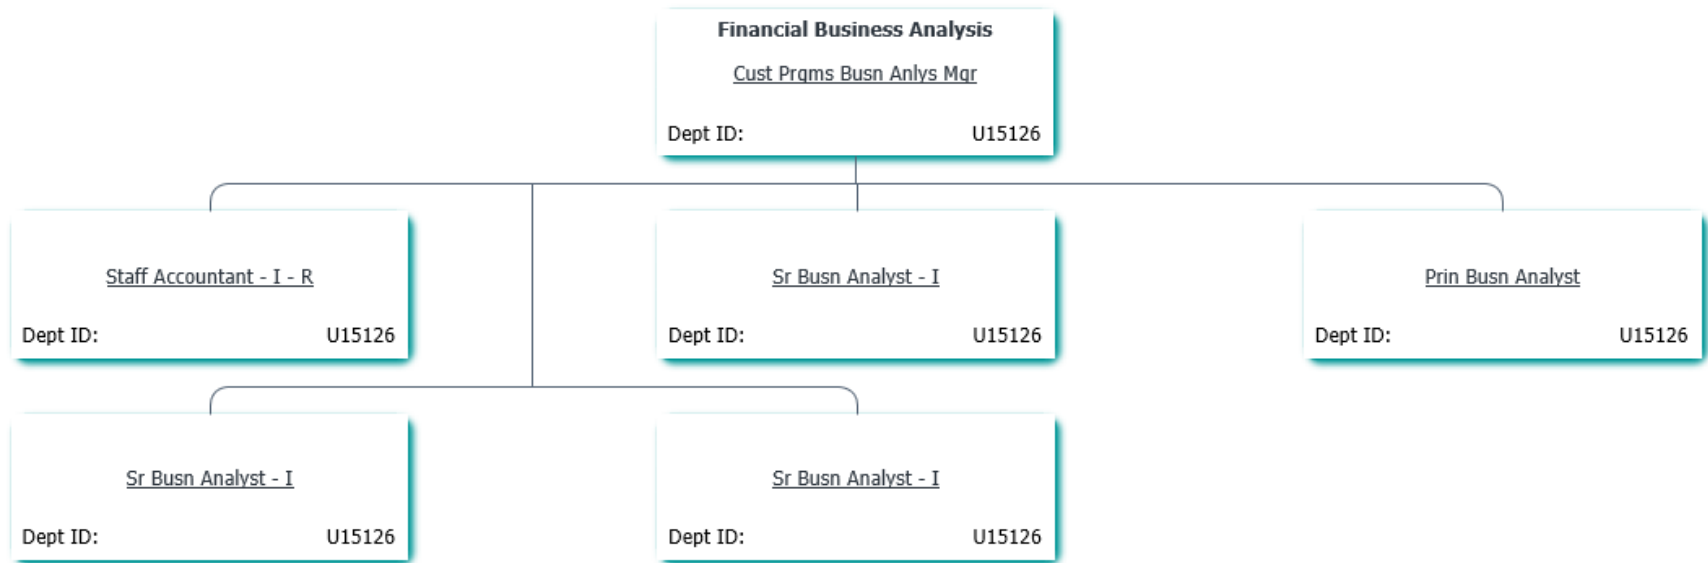 Financial Business Analysis
Cust Prgms Busn Anlys Mgr
Dept ID: U15126
Staff Accountant - I - R
Dept ID: U15126
Sr Busn Analyst - I
Dept ID: U15126
Prin Busn Analyst
Dept ID: U15126
Sr Busn Analyst - I
Dept ID: U15126
Sr Busn Analyst - I
Dept ID: U15126